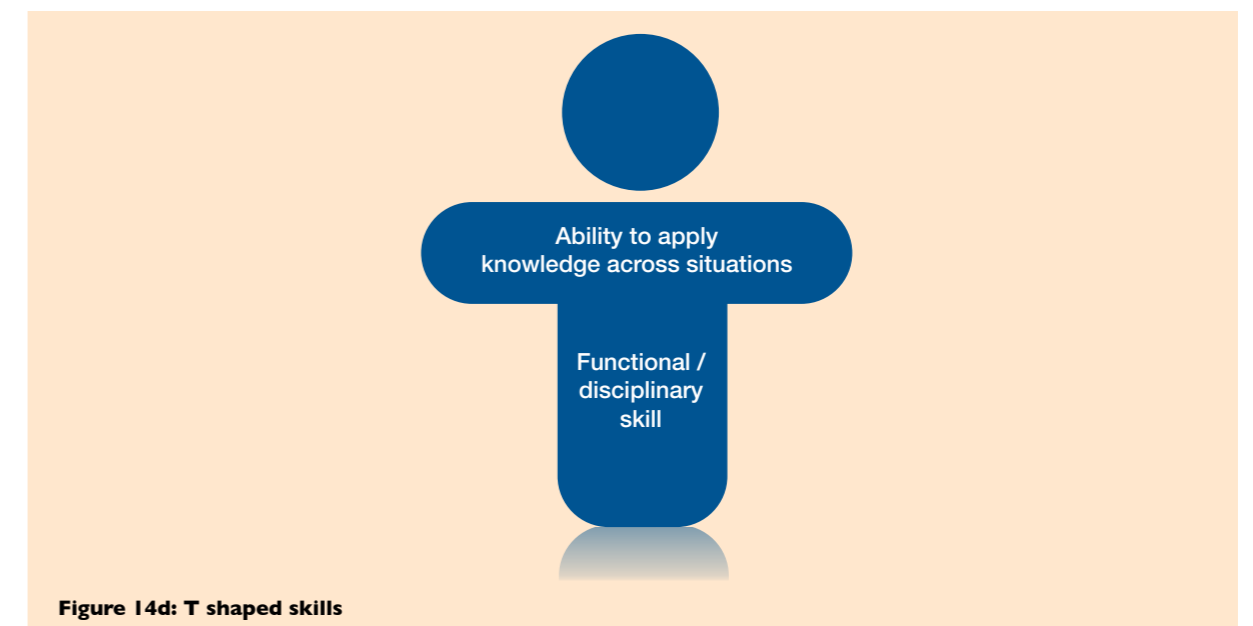 Ability to apply
knowledge across situations
Functional /
disciplinary
skill
Figure 14d: T shaped skills